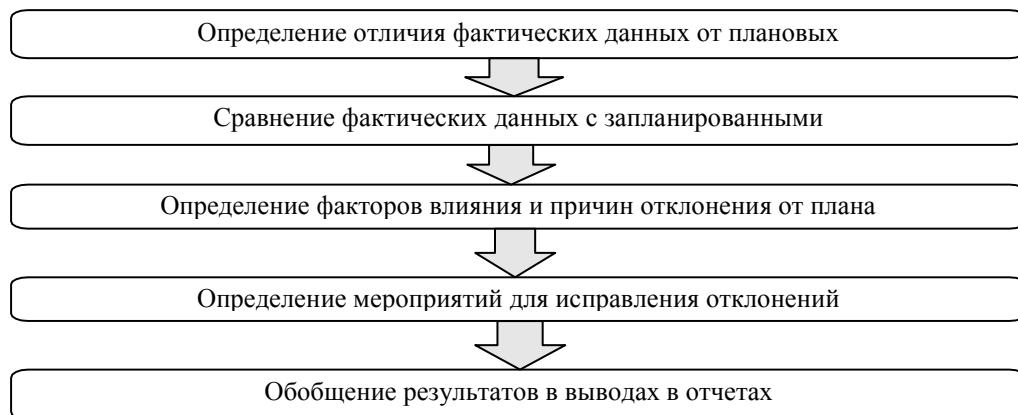 Определение отличия фактических данных от плановых
Сравнение фактических данных с запланированными
Определение факторов влияния и причин отклонения от плана
Определение мероприятий для исправления отклонений
Обобщение результатов в выводах в отчетах